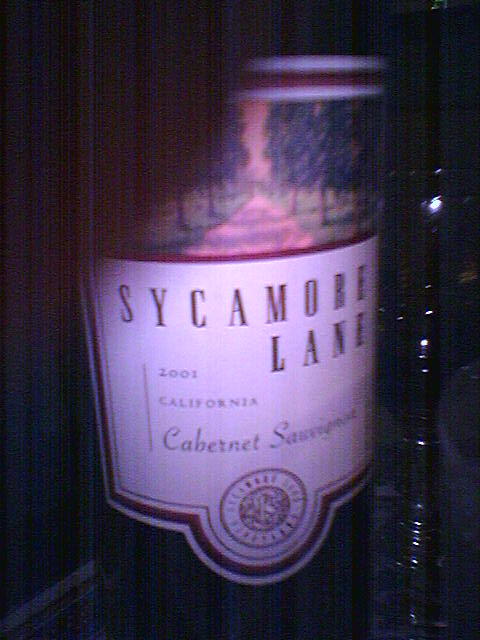 SYCAMORE
LANE
2001
CALIFORNIA
Cabernet Sauvignon